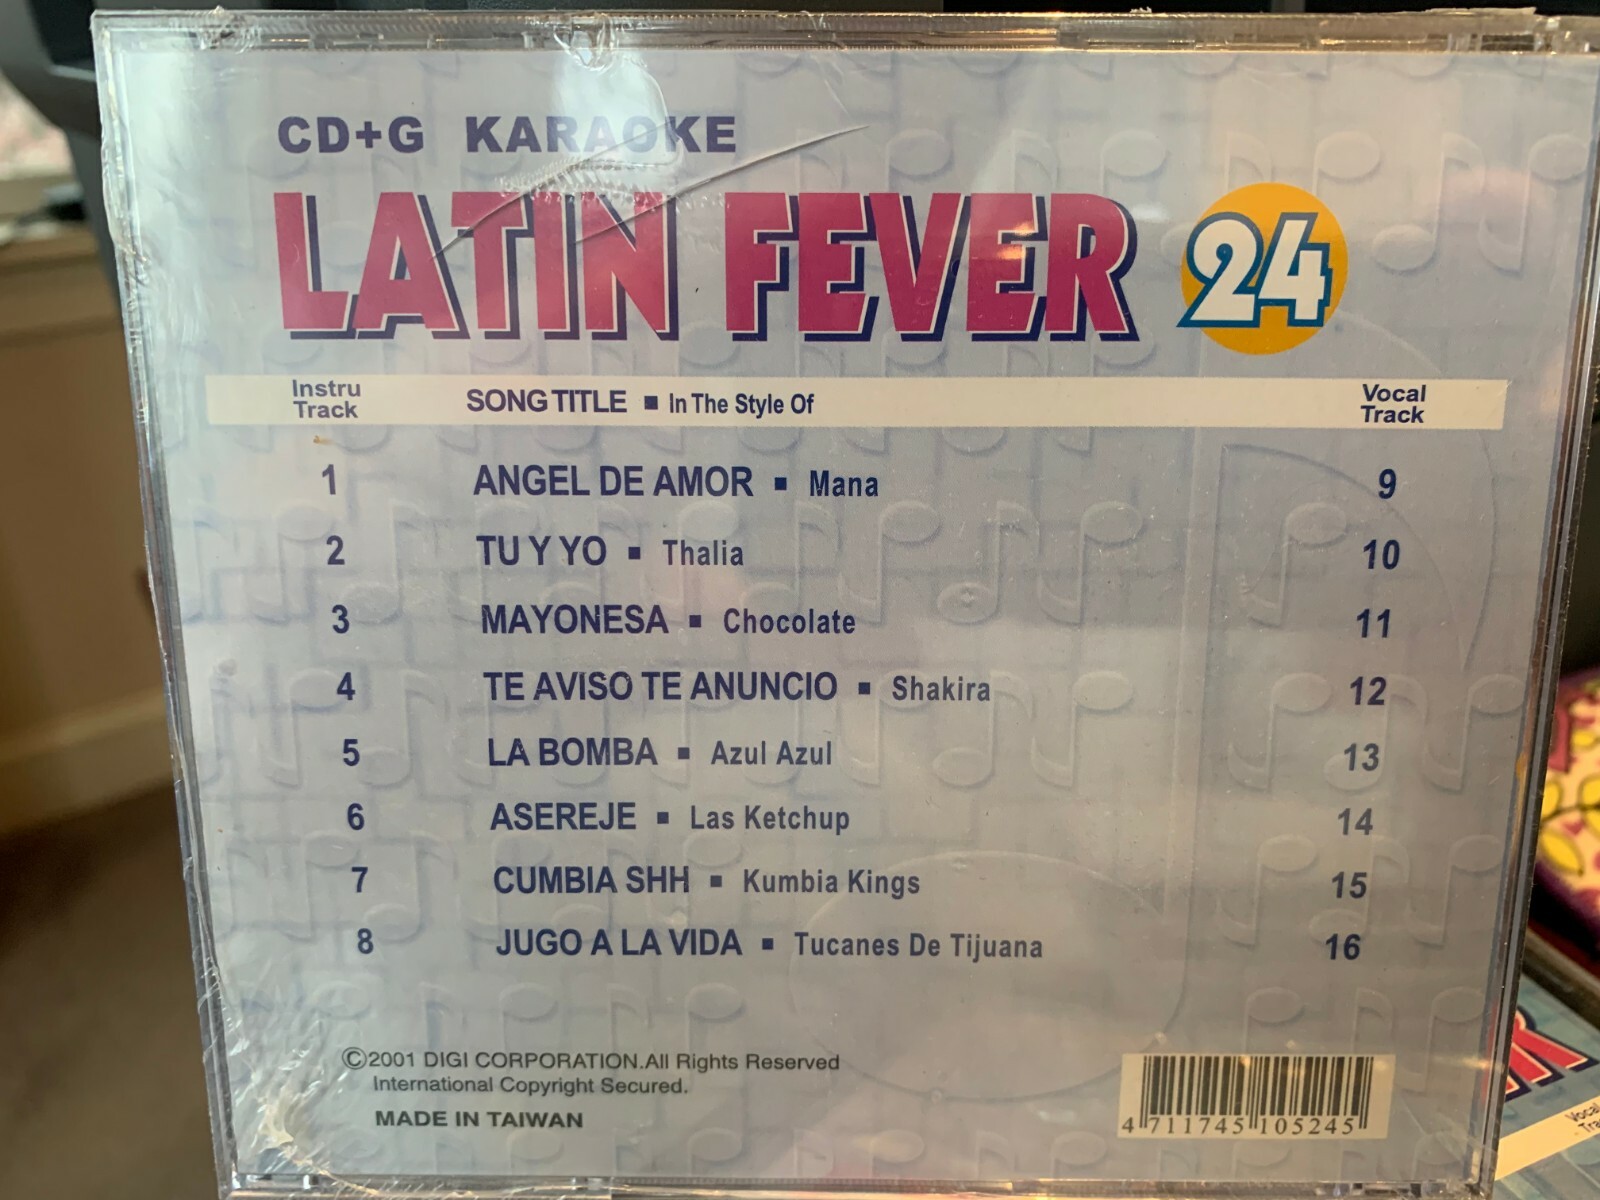 CD+G KARAOKE
LATIN FEVER 24
Instru Track SONG TITLE ■ In The Style Of Vocal Track
1 ANGEL DE AMOR ■ Mana 9
2 TU Y YO ■ Thalia 10
3 MAYONESA ■ Chocolate 11
4 TE AVISO TE ANUNCIO ■ Shakira 12
5 LA BOMBA ■ Azul Azul 13
6 ASEREJE ■ Las Ketchup 14
7 CUMBIA SHH ■ Kumbia Kings 15
8 JUGO A LA VIDA ■ Tucanes De Tijuana 16
©2001 DIGI CORPORATION.All Rights Reserved
International Copyright Secured.
MADE IN TAIWAN
4 711745 105245
Vocal